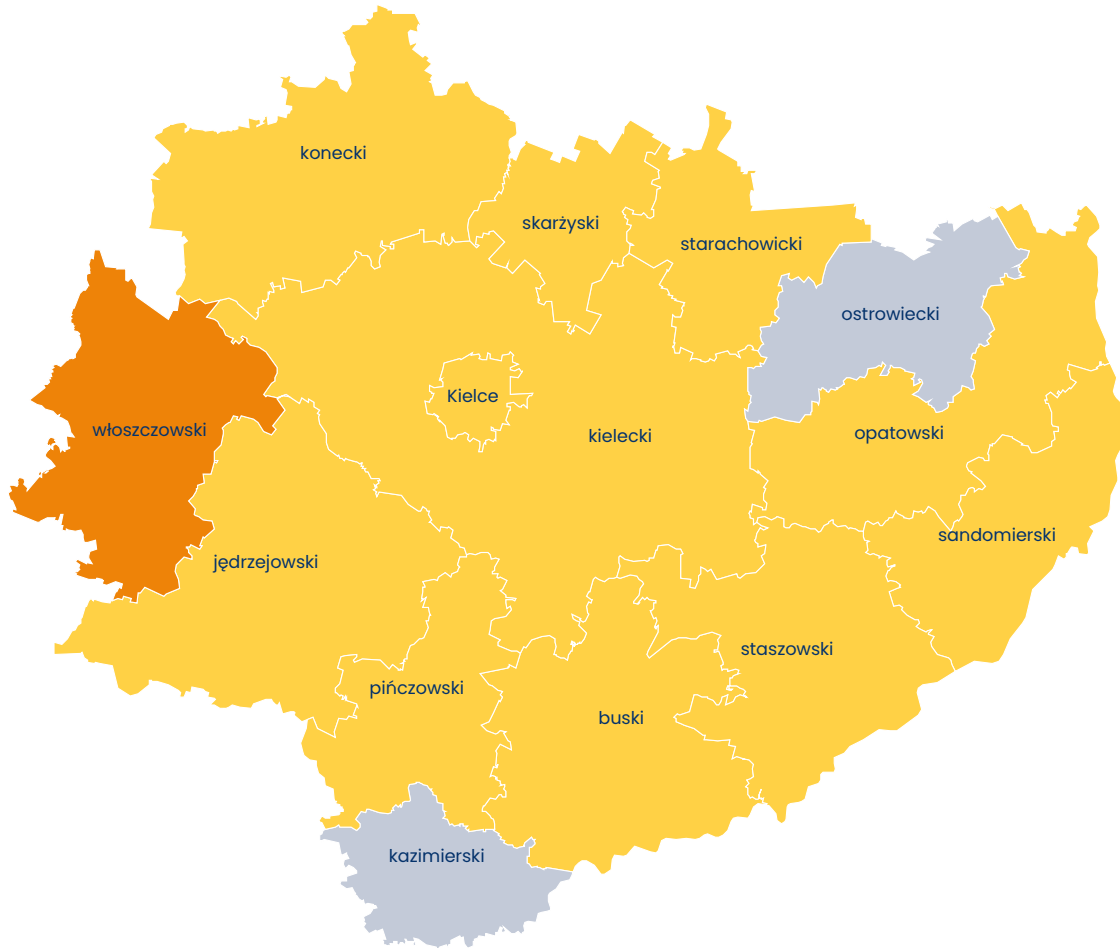 konecki
skarżyski
starachowicki
ostrowiecki
Kielce
włoszczowski
kielecki
opatowski
sandomierski
jędrzejowski
staszowski
pińczowski
buski
kazimierski